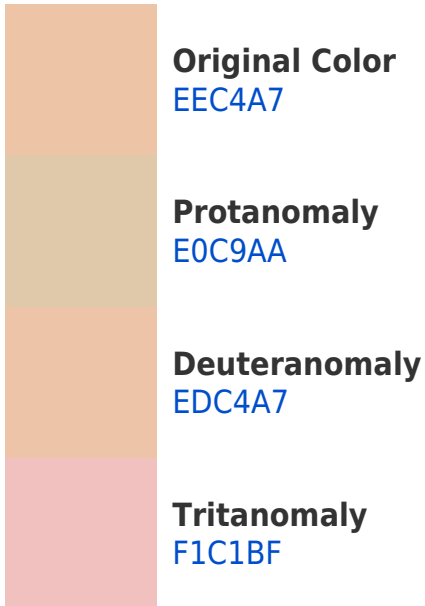 Original Color
EEC4A7
Protanomaly
E0C9AA
Deuteranomaly
EDC4A7
Tritanomaly
F1C1BF